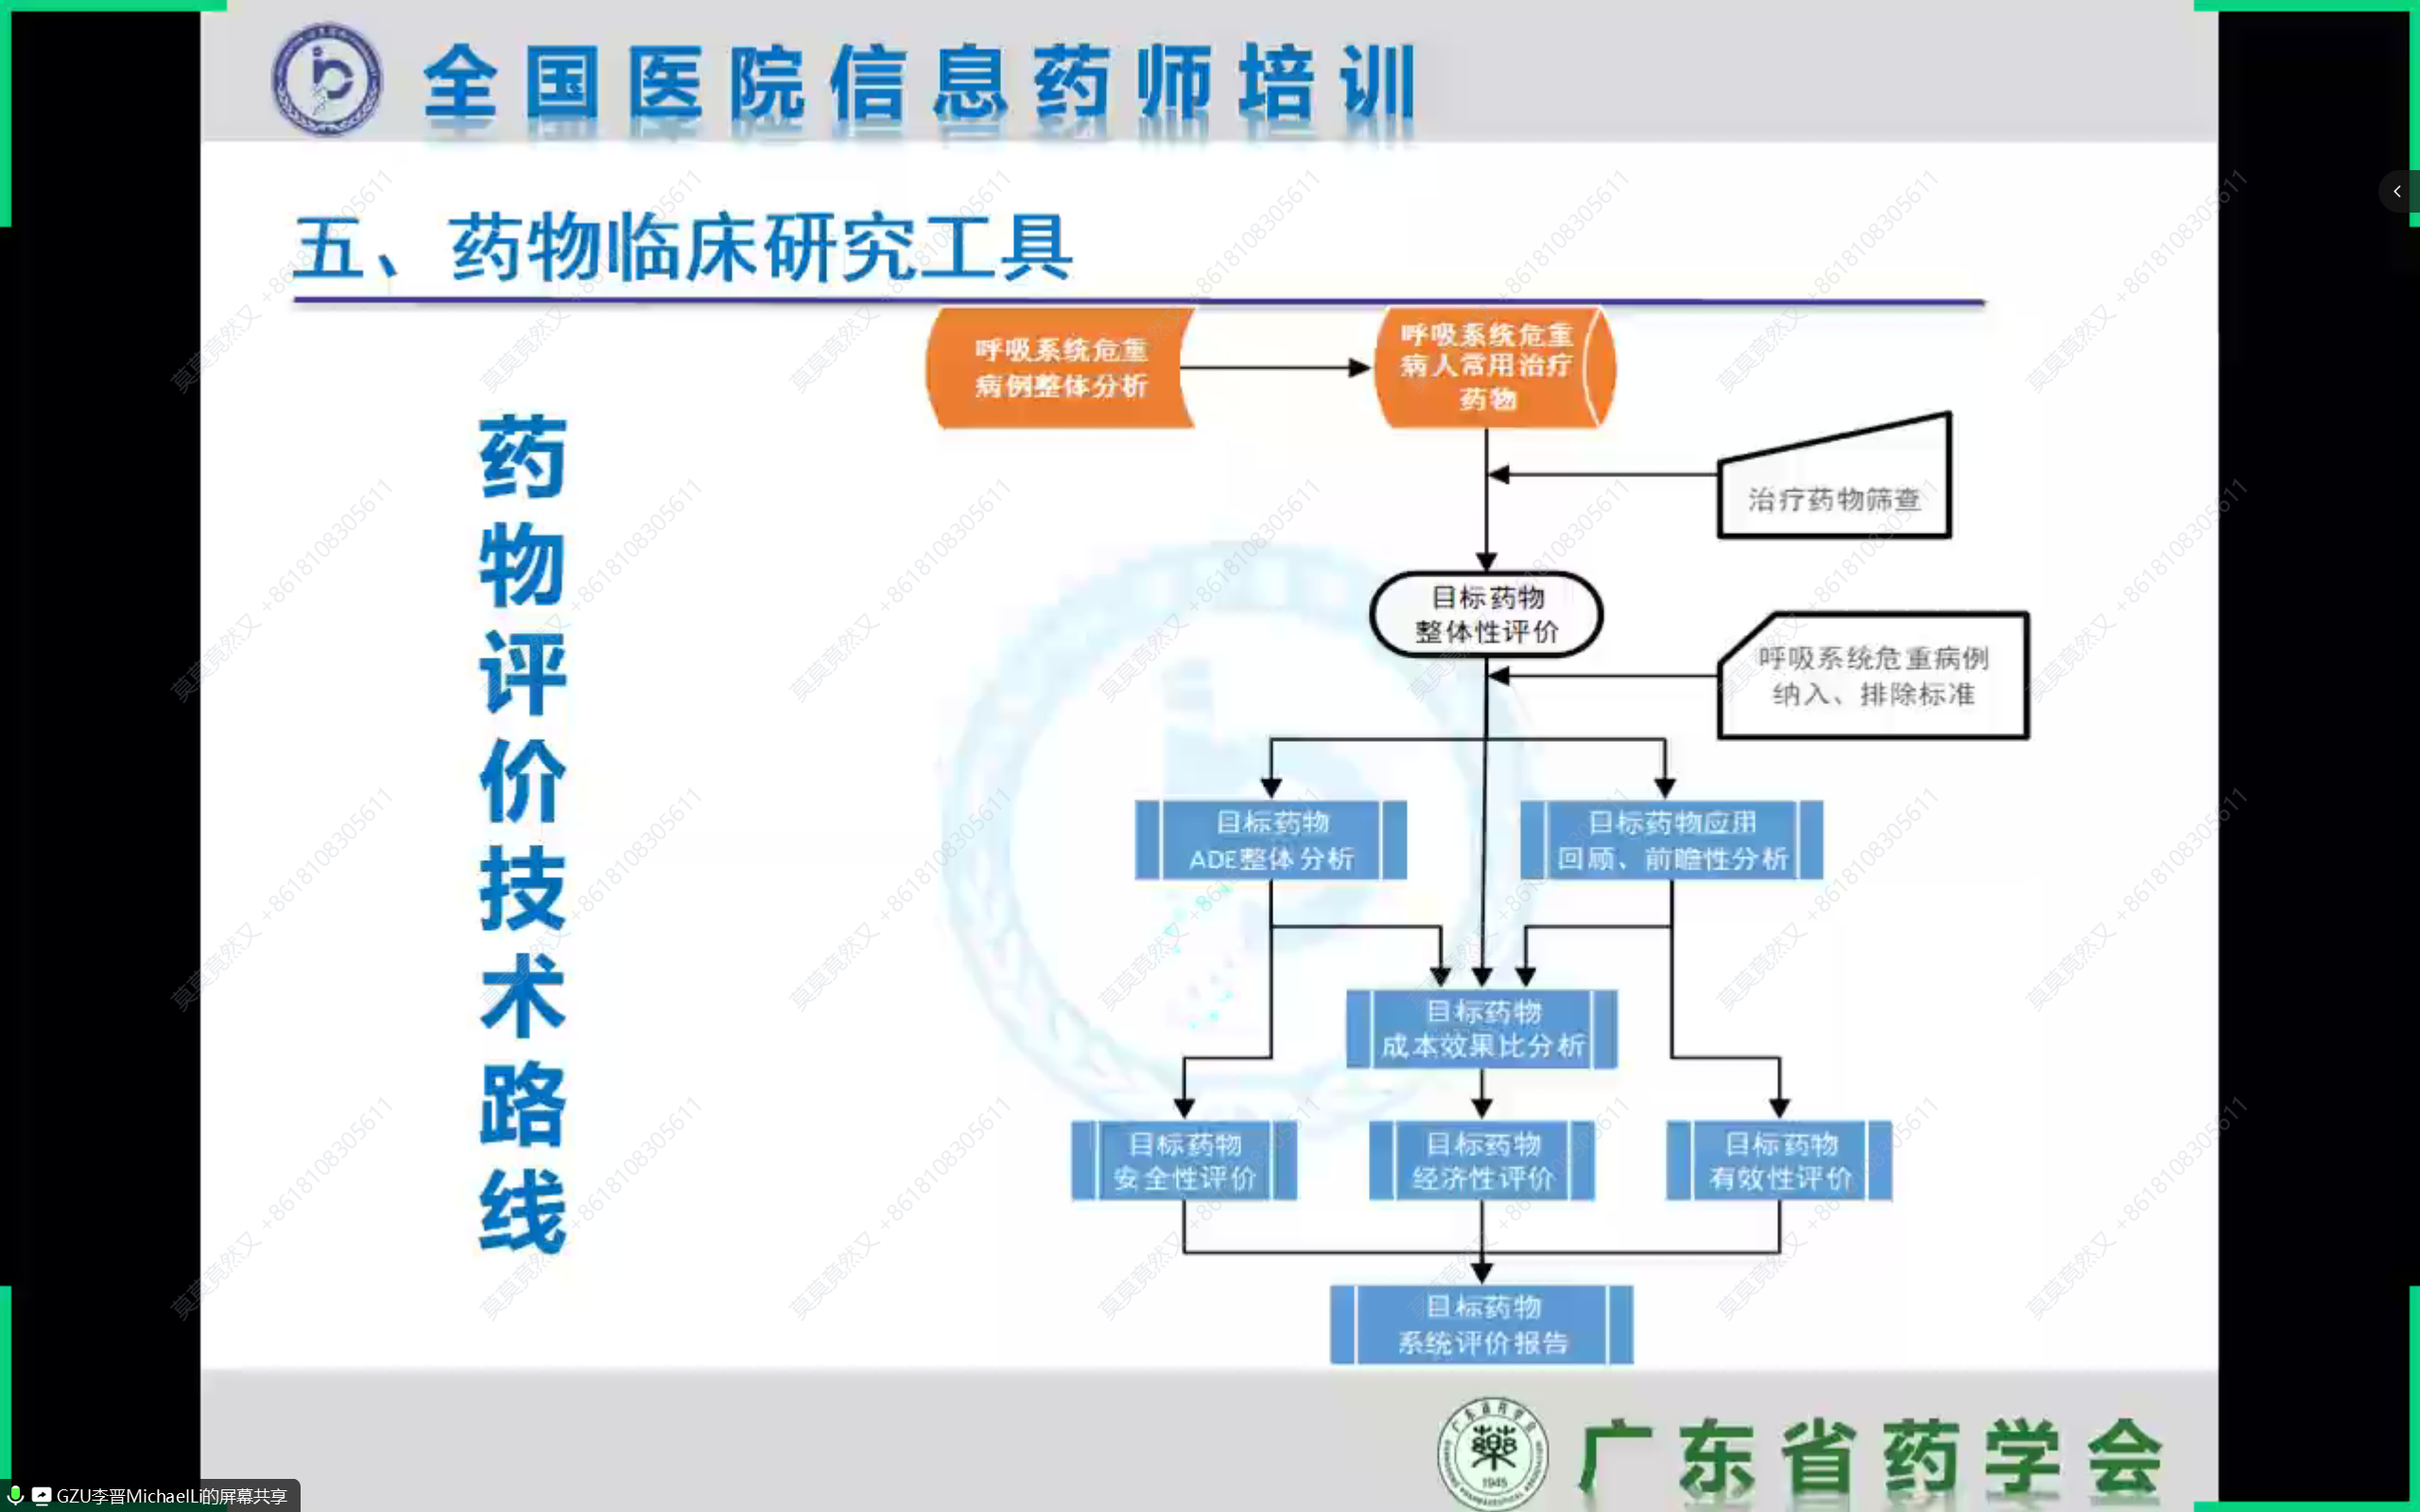 全国医院信息药师培训
五、药物临床研究工具
药物评价技术路线
呼吸系统危重
病例整体分析
呼吸系统危重
病人常用治疗
药物
治疗药物筛查
目标药物
整体性评价
呼吸系统危重病例
纳入、排除标准
目标药物
ADE整体分析
目标药物应用
回顾、前瞻性分析
目标药物
成本效果比分析
目标药物
安全性评价
目标药物
经济性评价
目标药物
有效性评价
目标药物
系统评价报告
广东省药学会
藥
1945
GZU李晋MichaelLi的屏幕共享
莫莫竟然又 +8618108305611